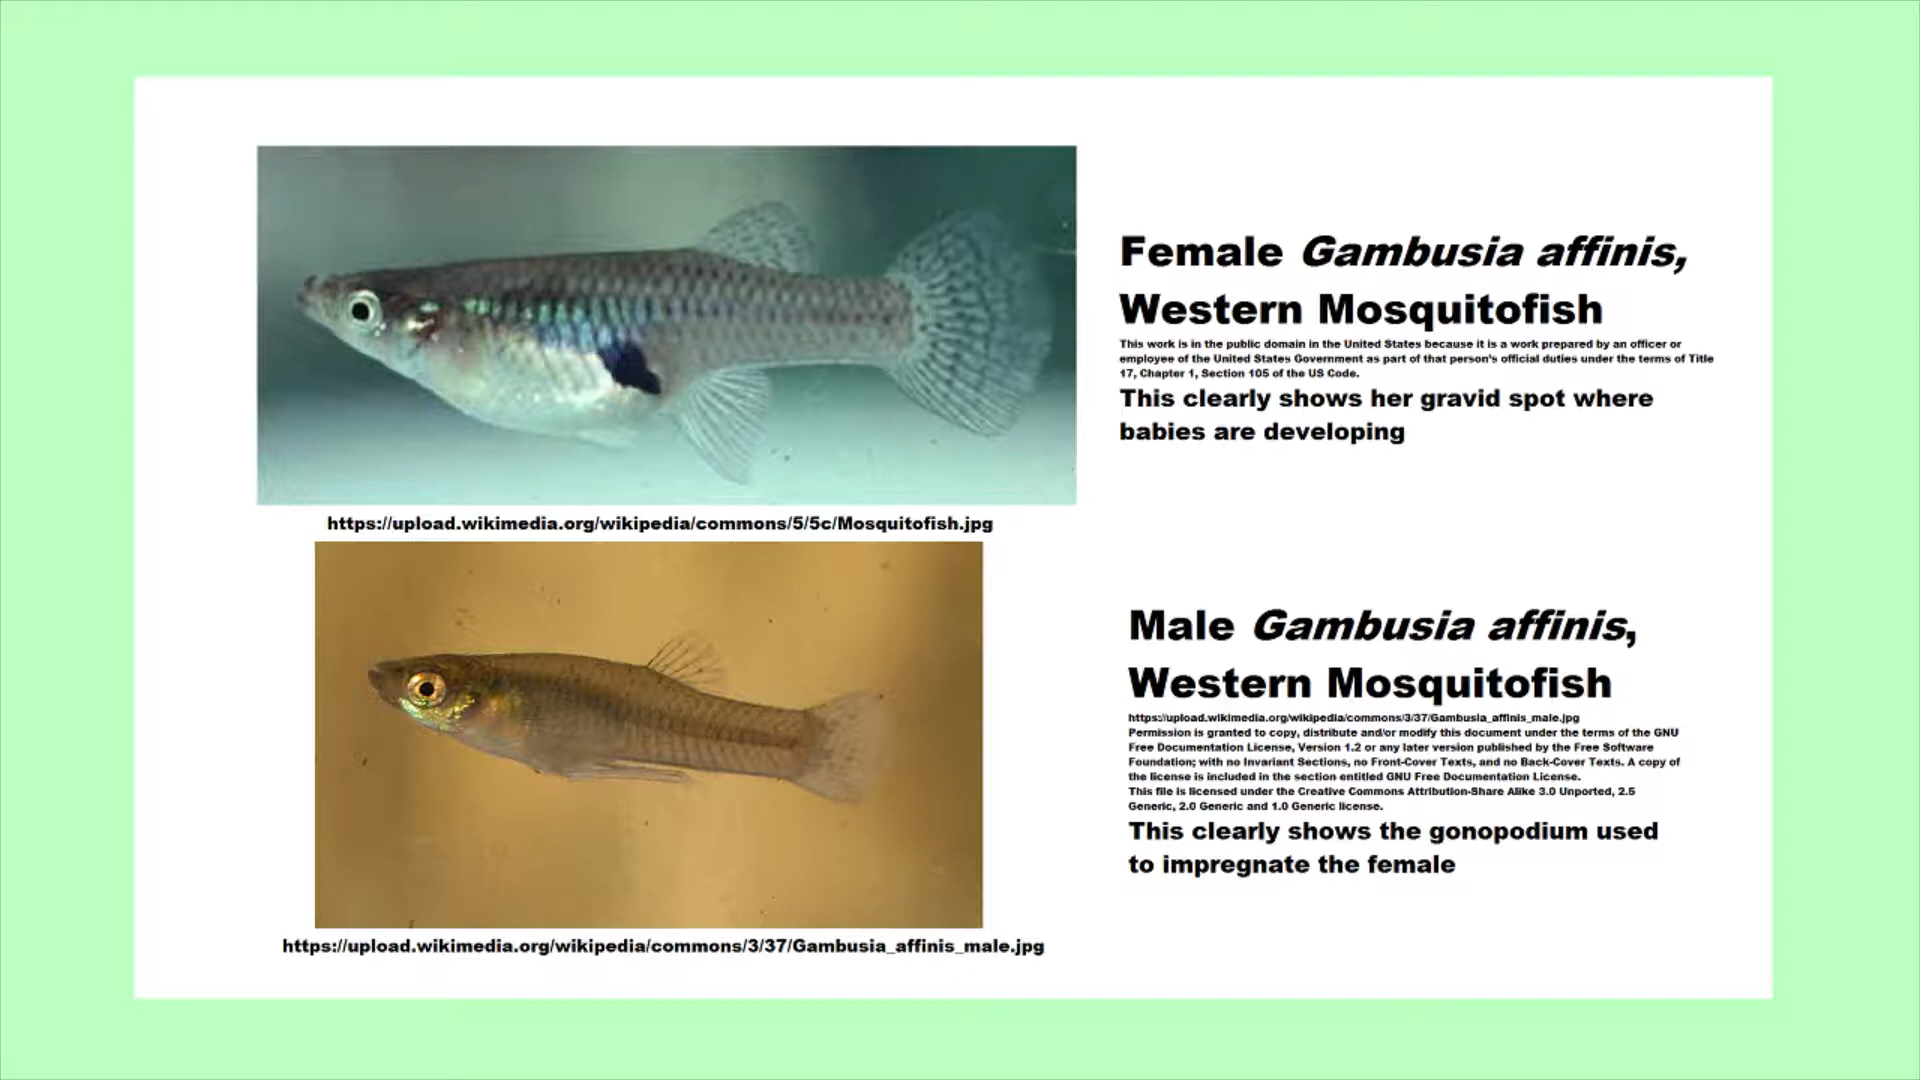 Female Gambusia affinis,
Western Mosquitofish
This work is in the public domain in the United States because it is a work prepared by an officer or
employee of the United States Government as part of that person's official duties under the terms of Title
17, Chapter 1, Section 105 of the US Code.
This clearly shows her gravid spot where
babies are developing
https://upload.wikimedia.org/wikipedia/commons/5/5c/Mosquitofish.jpg
Male Gambusia affinis,
Western Mosquitofish
https://upload.wikimedia.org/wikipedia/commons/3/37/Gambusia_affinis_male.jpg
Permission is granted to copy, distribute and/or modify this document under the terms of the GNU
Free Documentation License, Version 1.2 or any later version published by the Free Software
Foundation; with no Invariant Sections, no Front-Cover Texts, and no Back-Cover Texts. A copy of
the license is included in the section entitled GNU Free Documentation License.
This file is licensed under the Creative Commons Attribution-Share Alike 3.0 Unported, 2.5
Generic, 2.0 Generic and 1.0 Generic license.
This clearly shows the gonopodium used
to impregnate the female
https://upload.wikimedia.org/wikipedia/commons/3/37/Gambusia_affinis_male.jpg